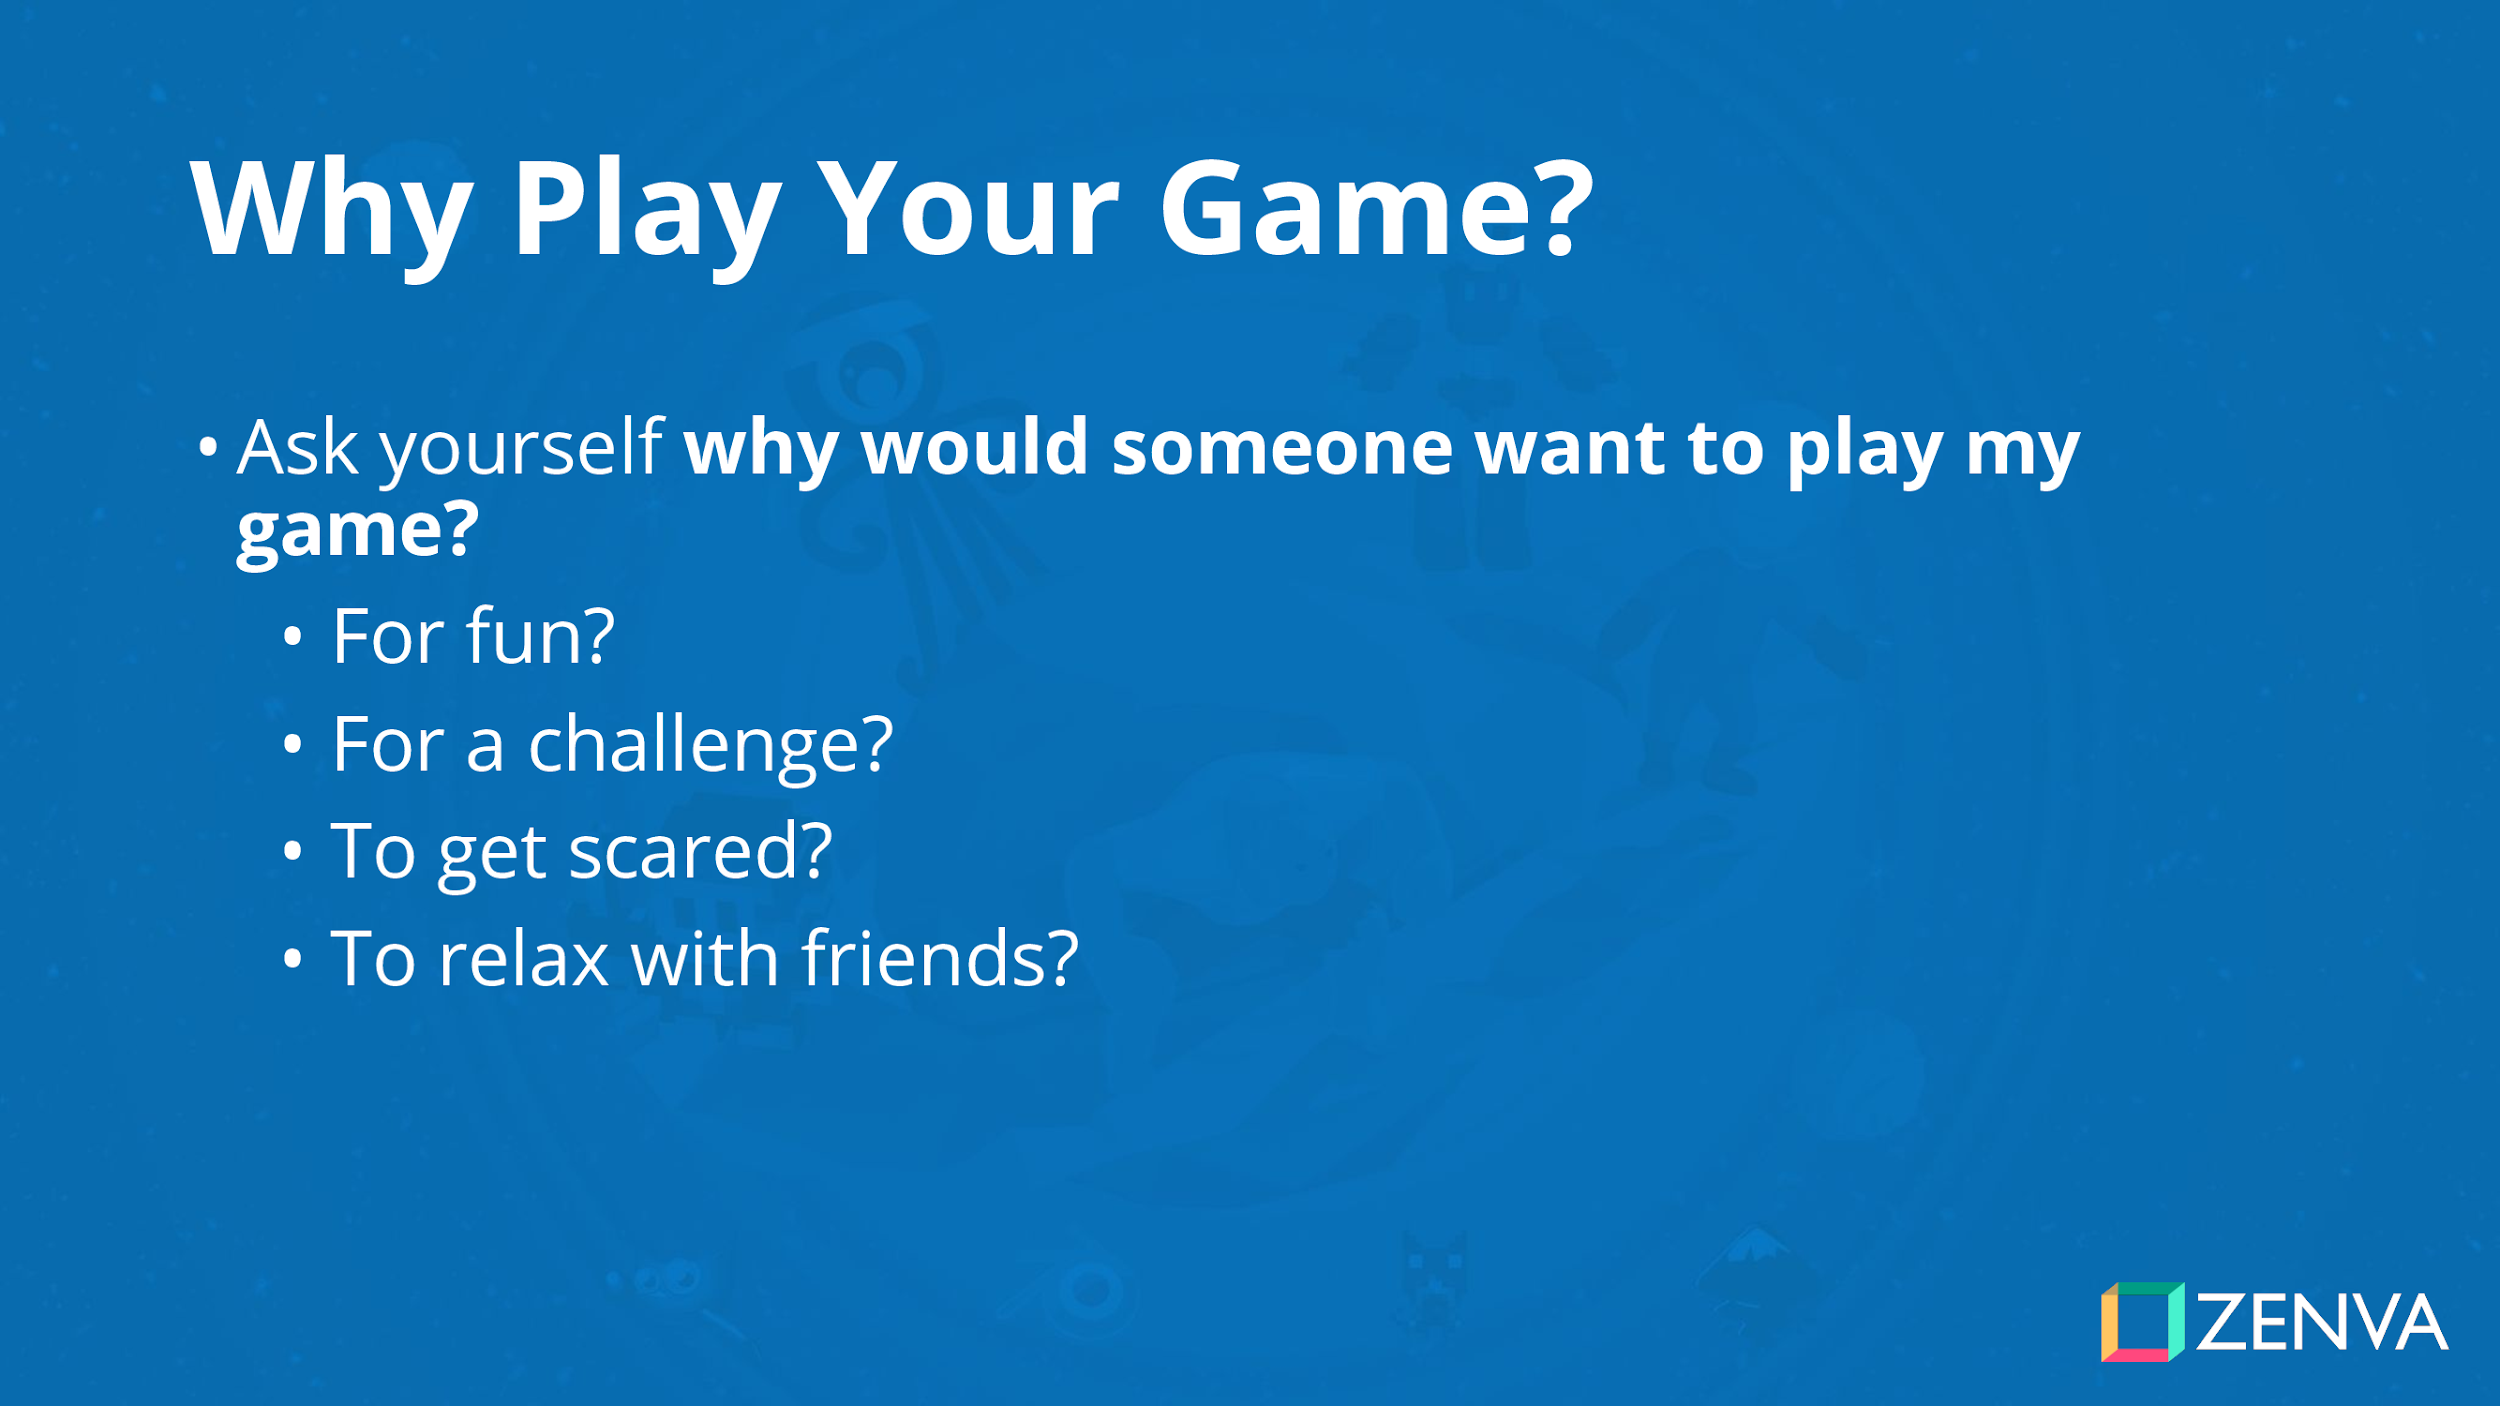 Why Play Your Game?
• Ask yourself why would someone want to play my
game?
• For fun?
• For a challenge?
• To get scared?
• To relax with friends?
ZENVA